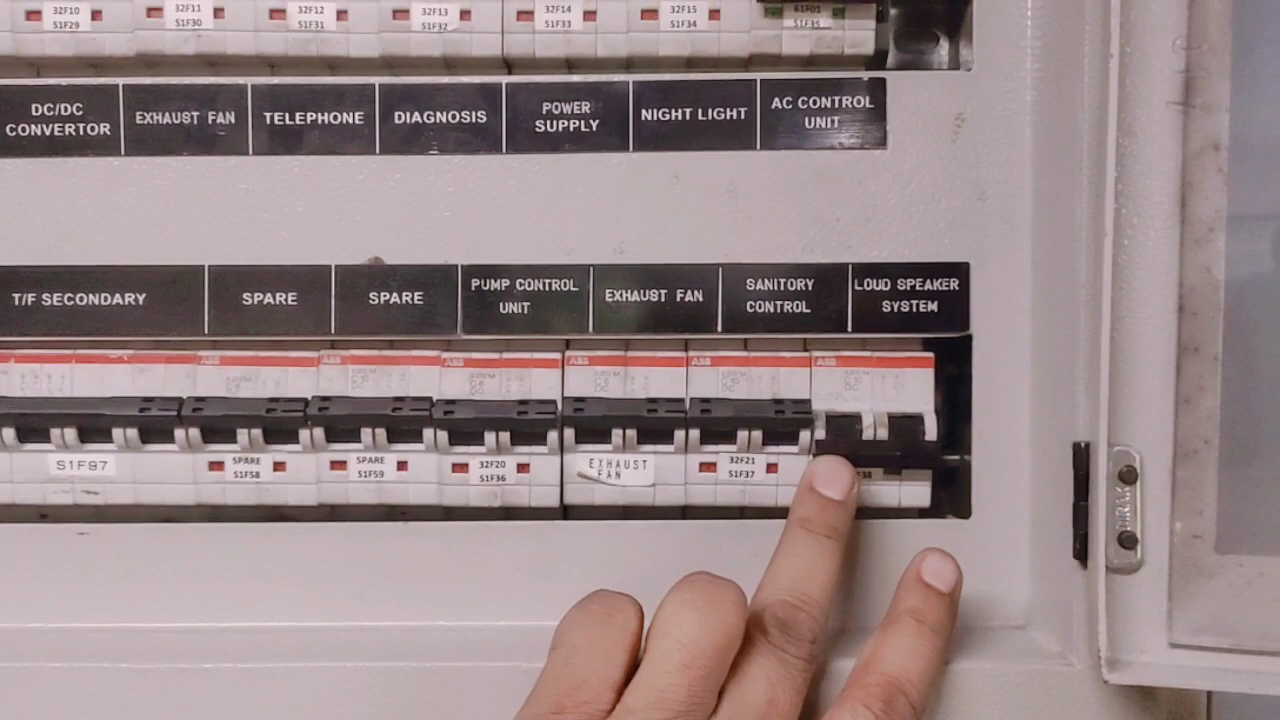 32F10
S1F29
32F11
S1F30
32F12
S1F31
32F13
S1F32
32F14
S1F33
32F15
S1F34
61F01
S1F35
DC/DC
CONVERTOR
EXHAUST FAN
TELEPHONE
DIAGNOSIS
POWER
SUPPLY
NIGHT LIGHT
AC CONTROL
UNIT
T/F SECONDARY
SPARE
SPARE
PUMP CONTROL
UNIT
EXHAUST FAN
SANITORY
CONTROL
LOUD SPEAKER
SYSTEM
ABB
ABB
ABB
ABB
ABB
ABB
S1F97
SPARE
S1F58
SPARE
S1F59
32F20
S1F36
EXHAUST
FAN
32F21
S1F37
F38